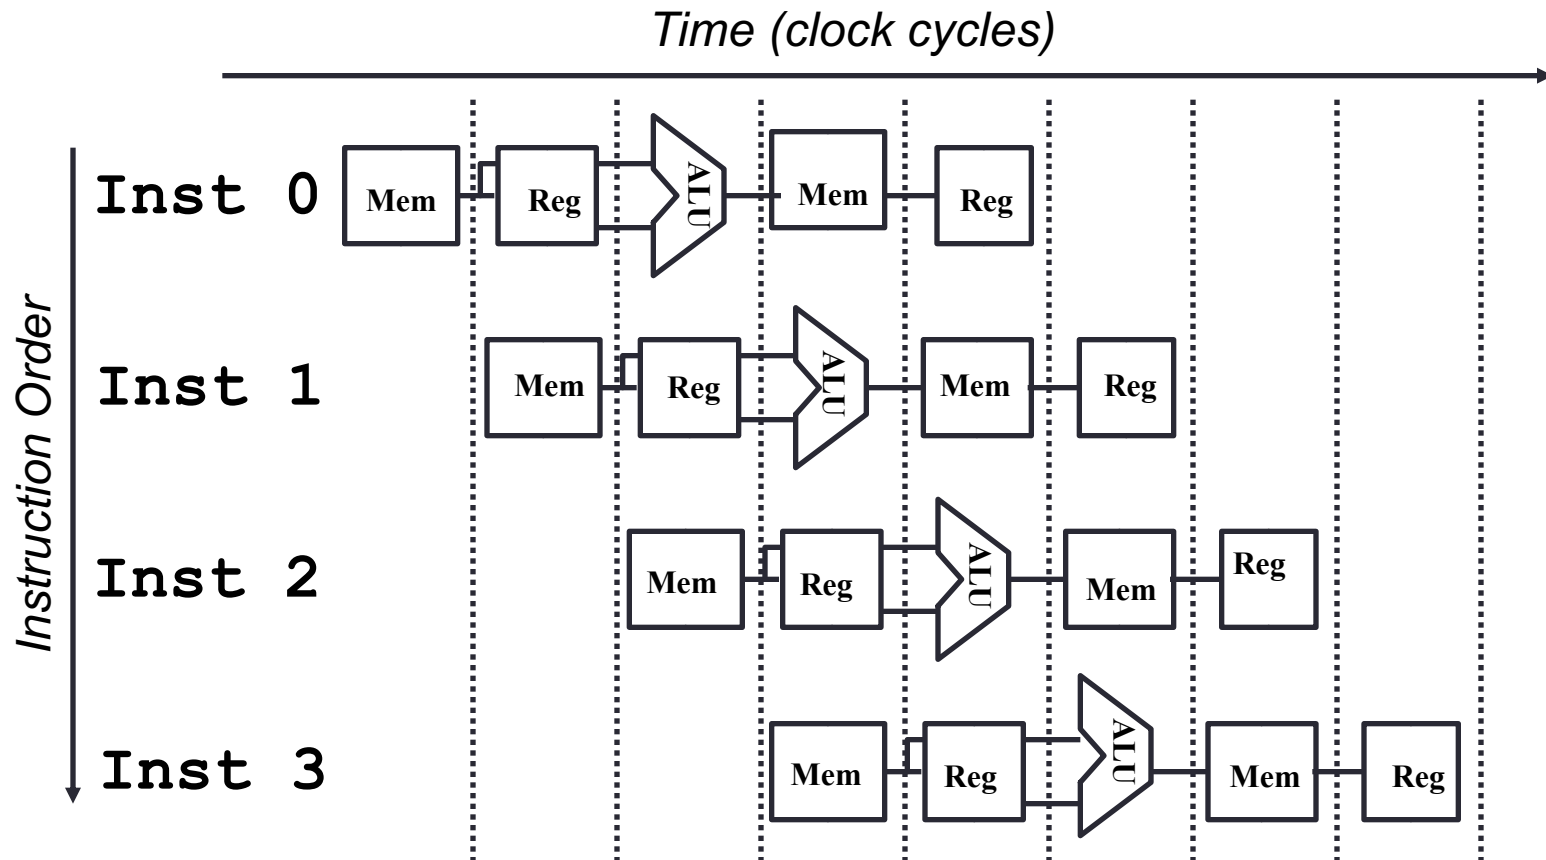 Time (clock cycles)
Instruction Order
Inst 0 Mem Reg ALU Mem Reg
Inst 1 Mem Reg ALU Mem Reg
Inst 2 Mem Reg ALU Mem Reg
Inst 3 Mem Reg ALU Mem Reg